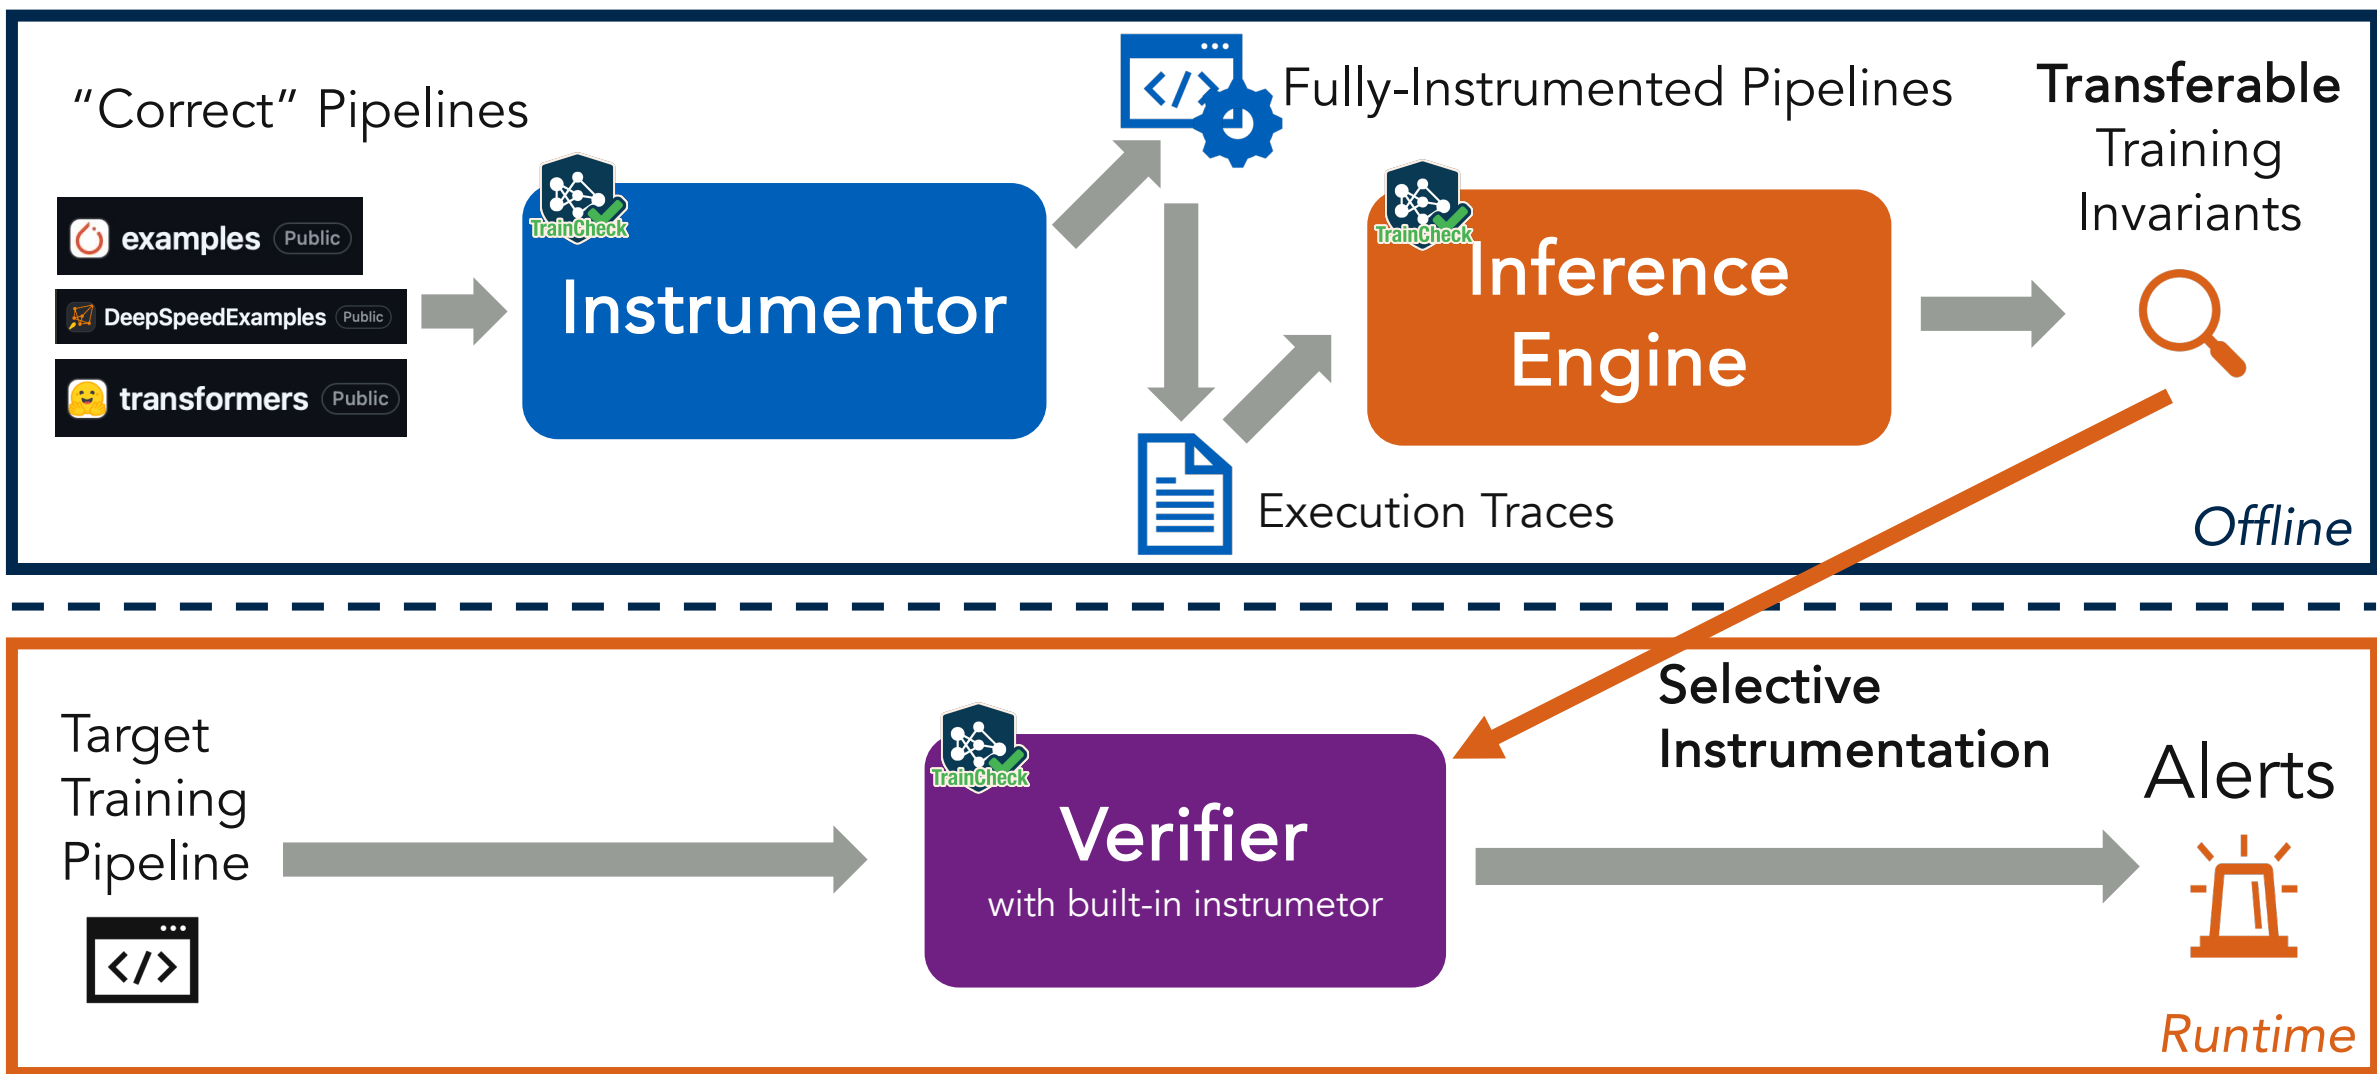 “Correct” Pipelines
examples Public
DeepSpeedExamples Public
transformers Public
TrainCheck
Instrumentor
</>
Fully-Instrumented Pipelines
Execution Traces
TrainCheck
Inference
Engine
Transferable
Training
Invariants
Offline
Target
Training
Pipeline
</>
TrainCheck
Verifier
with built-in instrumetor
Selective
Instrumentation
Alerts
Runtime